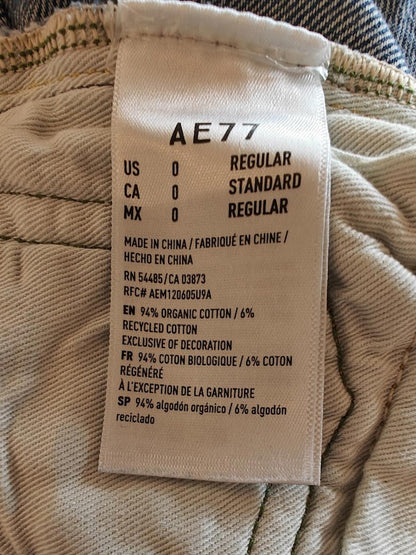 AE77
US 0 REGULAR
CA 0 STANDARD
MX 0 REGULAR
MADE IN CHINA / FABRIQUÉ EN CHINE /
HECHO EN CHINA
RN 54485/CA 03873
RFC# AEM120605U9A
EN 94% ORGANIC COTTON / 6%
RECYCLED COTTON
EXCLUSIVE OF DECORATION
FR 94% COTON BIOLOGIQUE / 6% COTON
RÉGÉNÉRÉ
À L'EXCEPTION DE LA GARNITURE
SP 94% algodón orgánico / 6% algodón
reciclado